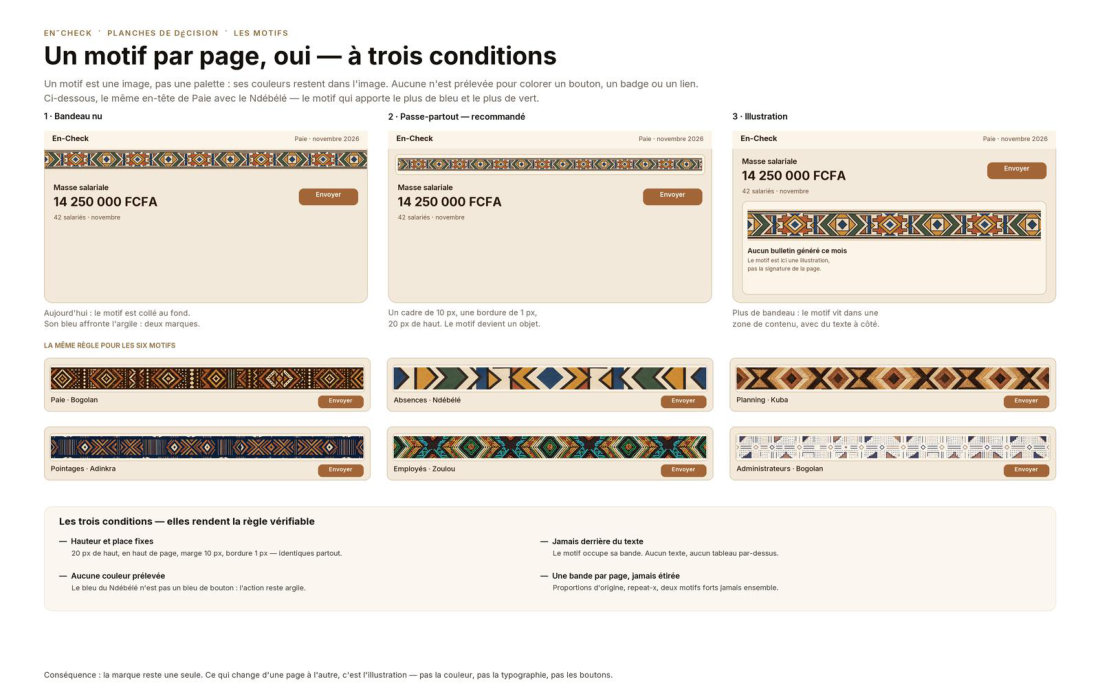 EN˜CHECK ˙ PLANCHES DE DÉCISION ˙ LES MOTIFS
Un motif par page, oui — à trois conditions
Un motif est une image, pas une palette : ses couleurs restent dans l'image. Aucune n'est prélevée pour colorer un bouton, un badge ou un lien.
Ci-dessous, le même en-tête de Paie avec le Ndébélé — le motif qui apporte le plus de bleu et le plus de vert.
1 · Bandeau nu
En-Check
Paie · novembre 2026
Masse salariale
14 250 000 FCFA
42 salariés · novembre
Envoyer
Aujourd'hui : le motif est collé au fond.
Son bleu affronte l'argile : deux marques.
2 · Passe-partout — recommandé
En-Check
Paie · novembre 2026
Masse salariale
14 250 000 FCFA
42 salariés · novembre
Envoyer
Un cadre de 10 px, une bordure de 1 px,
20 px de haut. Le motif devient un objet.
3 · Illustration
En-Check
Paie · novembre 2026
Masse salariale
14 250 000 FCFA
42 salariés · novembre
Envoyer
Aucun bulletin généré ce mois
Le motif est ici une illustration,
pas la signature de la page.
Plus de bandeau : le motif vit dans une
zone de contenu, avec du texte à côté.
LA MÊME RÈGLE POUR LES SIX MOTIFS
Paie · Bogolan
Envoyer
Absences · Ndébélé
Envoyer
Planning · Kuba
Envoyer
Pointages · Adinkra
Envoyer
Employés · Zoulou
Envoyer
Administrateurs · Bogolan
Envoyer
Les trois conditions — elles rendent la règle vérifiable
— Hauteur et place fixes
20 px de haut, en haut de page, marge 10 px, bordure 1 px — identiques partout.
— Jamais derrière du texte
Le motif occupe sa bande. Aucun texte, aucun tableau par-dessus.
— Aucune couleur prélevée
Le bleu du Ndébélé n'est pas un bleu de bouton : l'action reste argile.
— Une bande par page, jamais étirée
Proportions d'origine, repeat-x, deux motifs forts jamais ensemble.
Conséquence : la marque reste une seule. Ce qui change d'une page à l'autre, c'est l'illustration — pas la couleur, pas la typographie, pas les boutons.